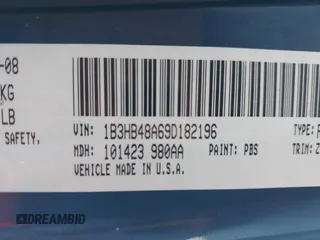 -08
KG
LB
SAFETY,
VIN: 1B3HB48A69D182196
TYPE:
MDH: 101423 980AA
PAINT: PBS
TRIM:
VEHICLE MADE IN U.S.A.
DREAMBID